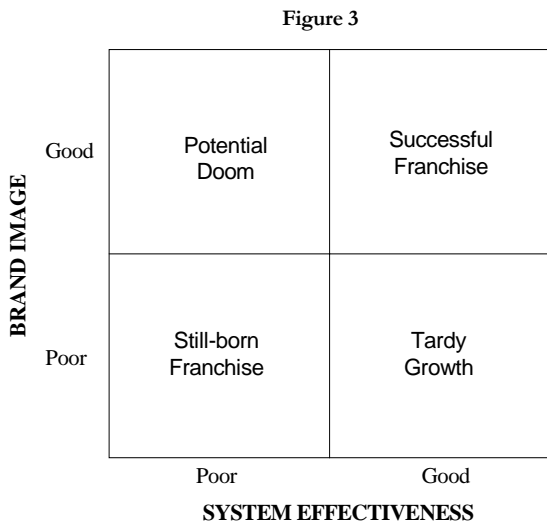 Figure 3
BRAND IMAGE
Good
Potential
Doom
Successful
Franchise
Poor
Still-born
Franchise
Tardy
Growth
Poor
Good
SYSTEM EFFECTIVENESS